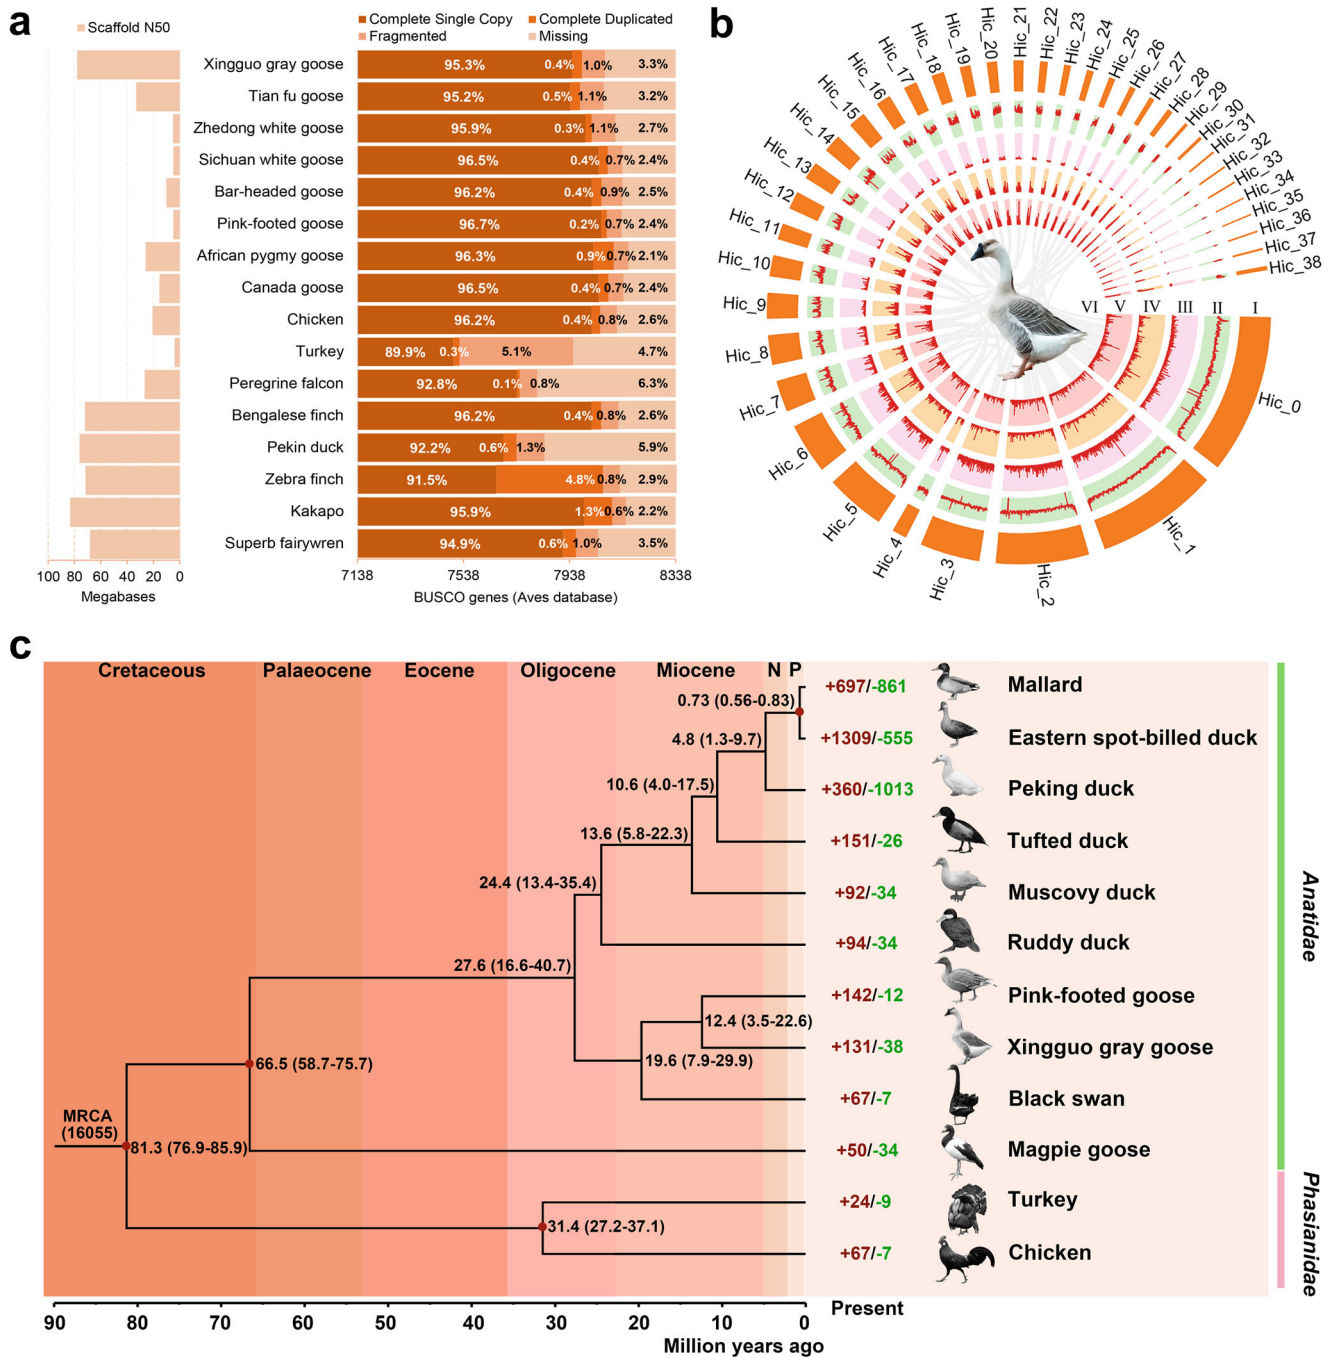 a
Scaffold N50
Complete Single Copy
Complete Duplicated
Fragmented
Missing
Xingguo gray goose 95.3% 0.4% 1.0% 3.3%
Tian fu goose 95.2% 0.5% 1.1% 3.2%
Zhedong white goose 95.9% 0.3% 1.1% 2.7%
Sichuan white goose 96.5% 0.4% 0.7% 2.4%
Bar-headed goose 96.2% 0.4% 0.9% 2.5%
Pink-footed goose 96.7% 0.2% 0.7% 2.4%
African pygmy goose 96.3% 0.9% 0.7% 2.1%
Canada goose 96.5% 0.4% 0.7% 2.4%
Chicken 96.2% 0.4% 0.8% 2.6%
Turkey 89.9% 0.3% 5.1% 4.7%
Peregrine falcon 92.8% 0.1% 0.8% 6.3%
Bengalese finch 96.2% 0.4% 0.8% 2.6%
Pekin duck 92.2% 0.6% 1.3% 5.9%
Zebra finch 91.5% 4.8% 0.8% 2.9%
Kakapo 95.9% 1.3% 0.6% 2.2%
Superb fairywren 94.9% 0.6% 1.0% 3.5%
100 80 60 40 20 0
Megabases
7138 7538 7938 8338
BUSCO genes (Aves database)
b
Hic_0
Hic_1
Hic_2
Hic_3
Hic_4
Hic_5
Hic_6
Hic_7
Hic_8
Hic_9
Hic_10
Hic_11
Hic_12
Hic_13
Hic_14
Hic_15
Hic_16
Hic_17
Hic_18
Hic_19
Hic_20
Hic_21
Hic_22
Hic_23
Hic_24
Hic_25
Hic_26
Hic_27
Hic_28
Hic_29
Hic_30
Hic_31
Hic_32
Hic_33
Hic_34
Hic_35
Hic_36
Hic_37
Hic_38
VI V IV III II I
c
Cretaceous Palaeocene Eocene Oligocene Miocene N P
0.73 (0.56-0.83)
4.8 (1.3-9.7)
10.6 (4.0-17.5)
13.6 (5.8-22.3)
24.4 (13.4-35.4)
27.6 (16.6-40.7)
12.4 (3.5-22.6)
19.6 (7.9-29.9)
66.5 (58.7-75.7)
MRCA
(16055)
81.3 (76.9-85.9)
31.4 (27.2-37.1)
+697/-861 Mallard
+1309/-555 Eastern spot-billed duck
+360/-1013 Peking duck
+151/-26 Tufted duck
+92/-34 Muscovy duck
+94/-34 Ruddy duck
+142/-12 Pink-footed goose
+131/-38 Xingguo gray goose
+67/-7 Black swan
+50/-34 Magpie goose
+24/-9 Turkey
+67/-7 Chicken
Anatidae
Phasianidae
90 80 70 60 50 40 30 20 10 0
Present
Million years ago